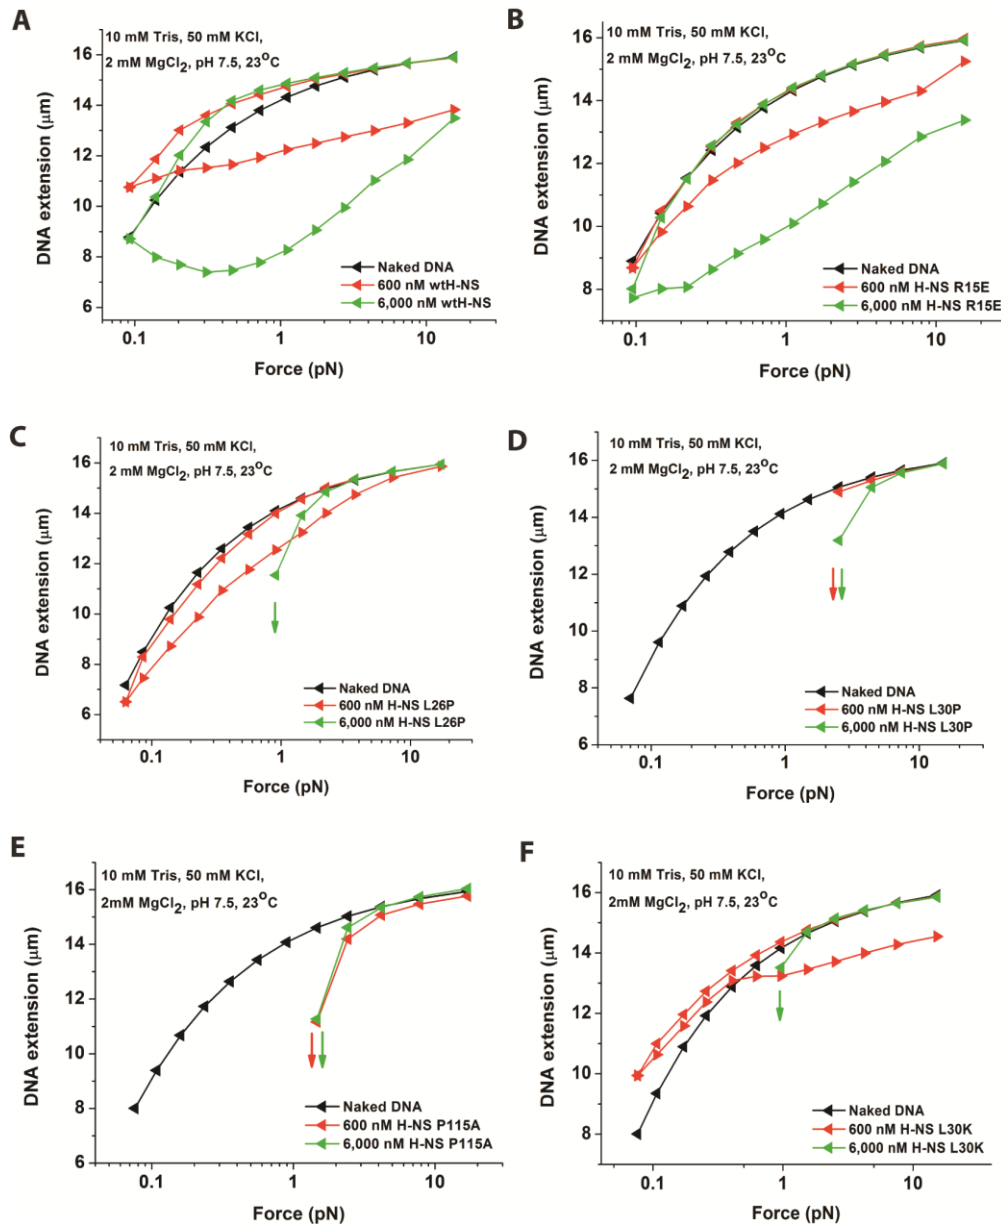 A
10 mM Tris, 50 mM KCl,
2 mM MgCl₂, pH 7.5, 23°C
DNA extension (μm)
16
14
12
10
8
6
Naked DNA
600 nM wtH-NS
6,000 nM wtH-NS
0.1
1
10
Force (pN)
B
10 mM Tris, 50 mM KCl,
2 mM MgCl₂, pH 7.5, 23°C
DNA extension (μm)
16
14
12
10
8
Naked DNA
600 nM H-NS R15E
6,000 nM H-NS R15E
0.1
1
10
Force (pN)
C
10 mM Tris, 50 mM KCl,
2 mM MgCl₂, pH 7.5, 23°C
DNA extension (μm)
16
14
12
10
8
6
Naked DNA
600 nM H-NS L26P
6,000 nM H-NS L26P
0.1
1
10
Force (pN)
D
10 mM Tris, 50 mM KCl,
2 mM MgCl₂, pH 7.5, 23°C
DNA extension (μm)
16
14
12
10
8
6
Naked DNA
600 nM H-NS L30P
6,000 nM H-NS L30P
0.1
1
10
Force (pN)
E
10 mM Tris, 50 mM KCl,
2mM MgCl₂, pH 7.5, 23°C
DNA extension (μm)
16
14
12
10
8
6
Naked DNA
600 nM H-NS P115A
6,000 nM H-NS P115A
0.1
1
10
Force (pN)
F
10 mM Tris, 50 mM KCl,
2 mM MgCl₂, pH 7.5, 23°C
DNA extension (μm)
16
14
12
10
8
Naked DNA
600 nM H-NS L30K
6,000 nM H-NS L30K
0.1
1
10
Force (pN)